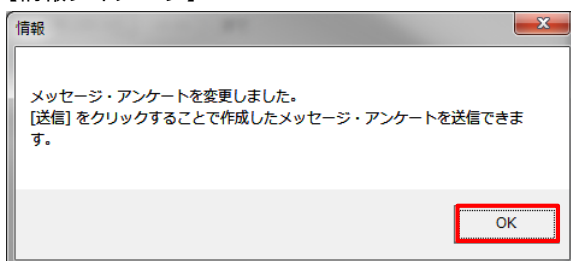 情報
メッセージ・アンケートを変更しました。
[送信] をクリックすることで作成したメッセージ・アンケートを送信できま
す。
OK